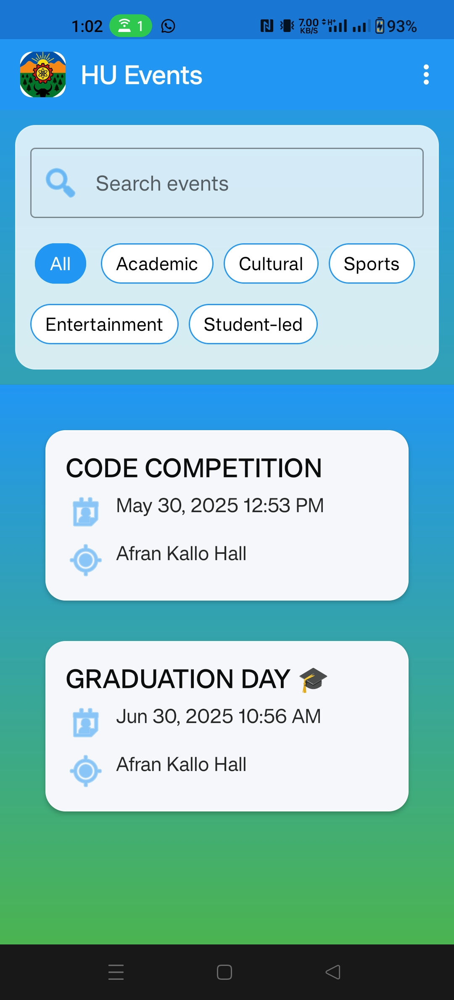 1:02 1 7.00 KB/S H+ 93%
HU Events
Search events
All Academic Cultural Sports
Entertainment Student-led
CODE COMPETITION
May 30, 2025 12:53 PM
Afran Kallo Hall
GRADUATION DAY 🎓
Jun 30, 2025 10:56 AM
Afran Kallo Hall